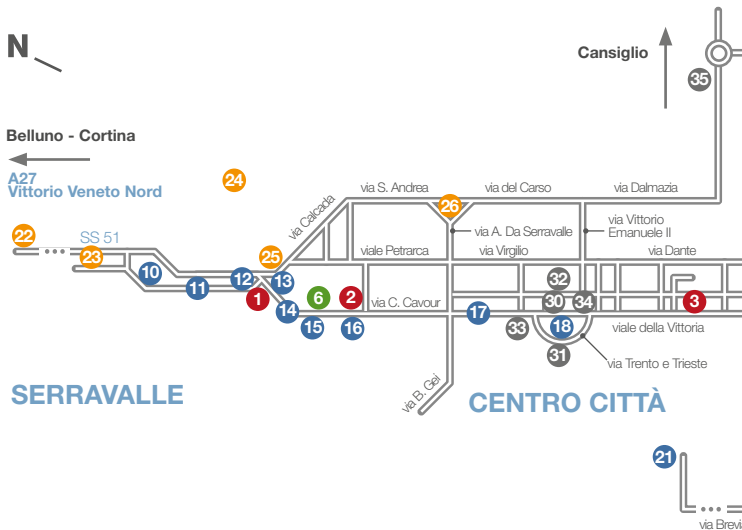 N
Cansiglio
35
Belluno - Cortina
A27
Vittorio Veneto Nord
24
via S. Andrea
26
via del Carso
via Dalmazia
via Calcada
22
SS 51
23
25
via A. Da Serravalle
via Vittorio
Emanuele II
viale Petrarca
via Virgilio
via Dante
10
11
12
13
32
1
6
2
via C. Cavour
30
34
3
14
15
16
17
33
18
viale della Vittoria
31
via Trento e Trieste
via B. Gei
SERRAVALLE
CENTRO CITTÀ
21
via Brevia